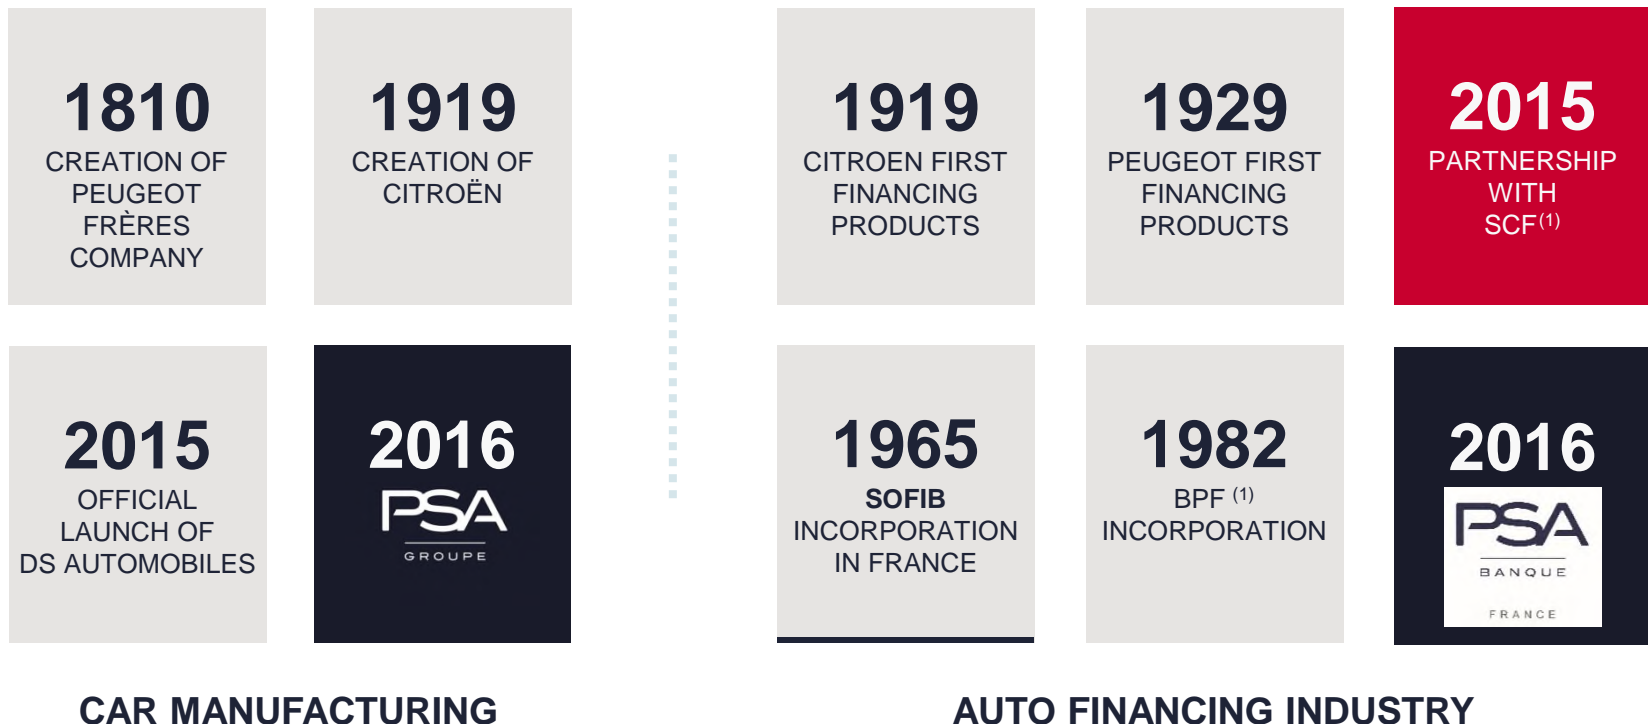 1810
CREATION OF
PEUGEOT
FRÈRES
COMPANY
1919
CREATION OF
CITROËN
2015
OFFICIAL
LAUNCH OF
DS AUTOMOBILES
2016
PSA
GROUPE
CAR MANUFACTURING
1919
CITROEN FIRST
FINANCING
PRODUCTS
1929
PEUGEOT FIRST
FINANCING
PRODUCTS
2015
PARTNERSHIP
WITH
SCF(1)
1965
SOFIB
INCORPORATION
IN FRANCE
1982
BPF (1)
INCORPORATION
2016
PSA
BANQUE
FRANCE
AUTO FINANCING INDUSTRY